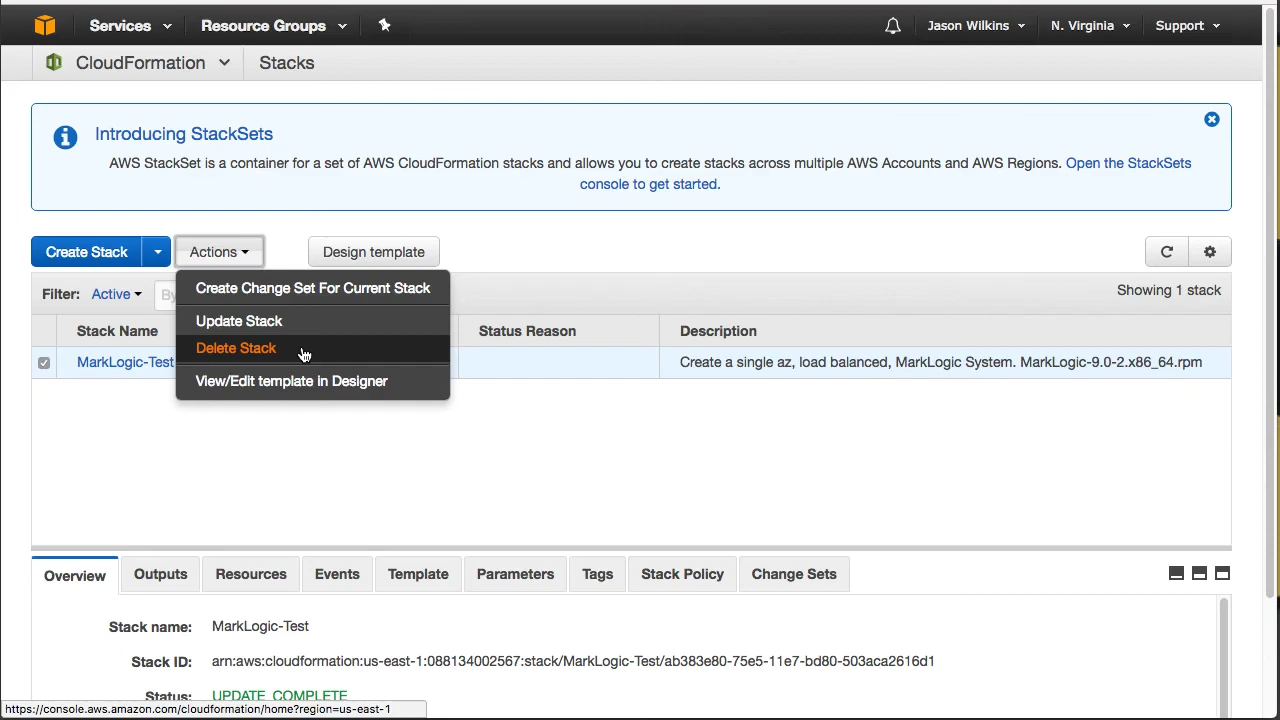 Services Resource Groups Jason Wilkins N. Virginia Support
CloudFormation Stacks
Introducing StackSets
AWS StackSet is a container for a set of AWS CloudFormation stacks and allows you to create stacks across multiple AWS Accounts and AWS Regions. Open the StackSets
console to get started.
Create Stack Actions Design template
Create Change Set For Current Stack
Filter: Active By Showing 1 stack
Update Stack
Stack Name Status Reason Description
Delete Stack
MarkLogic-Test Create a single az, load balanced, MarkLogic System. MarkLogic-9.0-2.x86_64.rpm
View/Edit template in Designer
Overview Outputs Resources Events Template Parameters Tags Stack Policy Change Sets
Stack name: MarkLogic-Test
Stack ID: arn:aws:cloudformation:us-east-1:088134002567:stack/MarkLogic-Test/ab383e80-75e5-11e7-bd80-503aca2616d1
Status: UPDATE_COMPLETE
https://console.aws.amazon.com/cloudformation/home?region=us-east-1